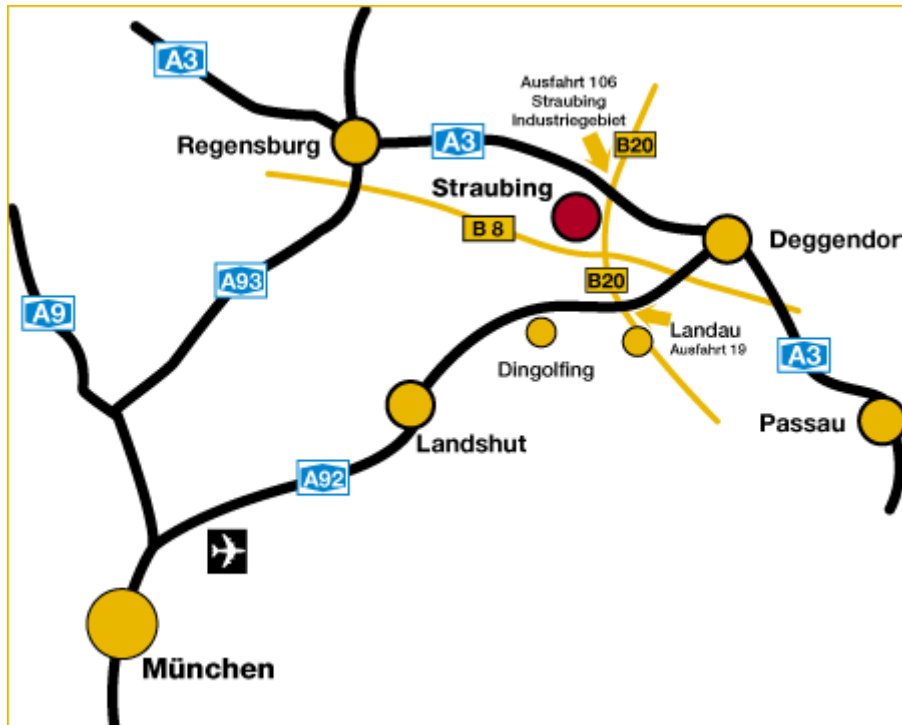 A3
Ausfahrt 106
Straubing
Industriegebiet
Regensburg
A3
B20
Straubing
B 8
Deggendorf
A93
B20
A9
Landau
Ausfahrt 19
Dingolfing
A3
Passau
Landshut
A92
München